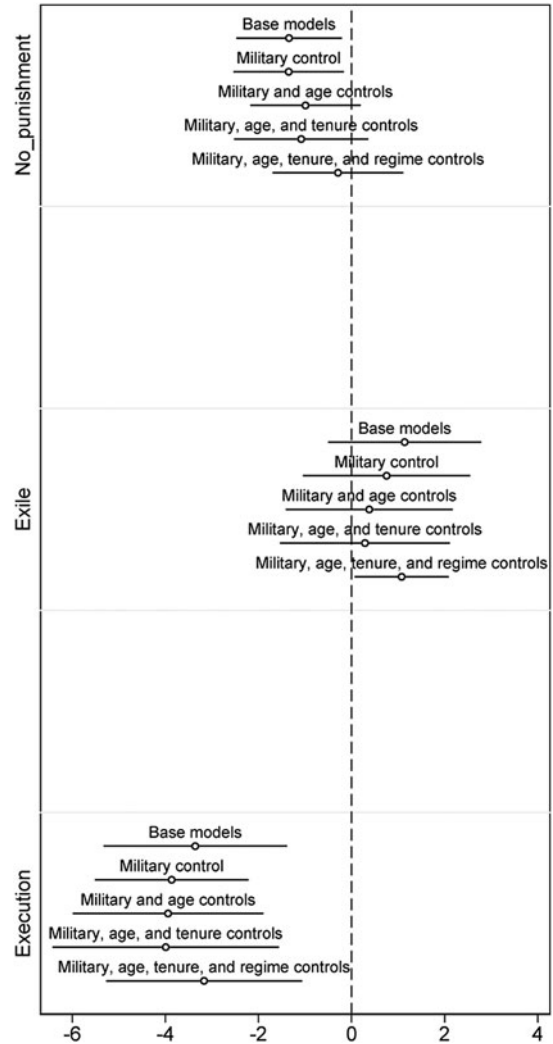 No_punishment
Base models
Military control
Military and age controls
Military, age, and tenure controls
Military, age, tenure, and regime controls
Exile
Base models
Military control
Military and age controls
Military, age, and tenure controls
Military, age, tenure, and regime controls
Execution
Base models
Military control
Military and age controls
Military, age, and tenure controls
Military, age, tenure, and regime controls
-6 -4 -2 0 2 4